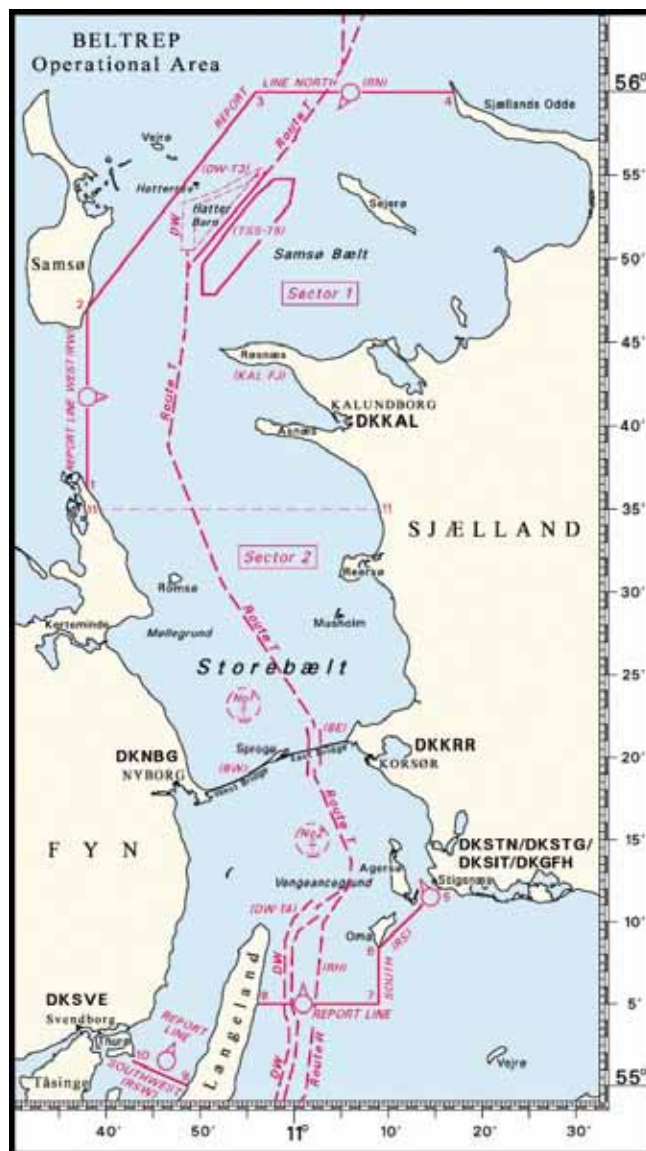 BELTREP
Operational Area
56°
REPORT LINE NORTH (RN)
3
4
Sjællands Odde
Vejrø
Route T
(DW-T2)
55'
Hatterrev
DW
Hatter
Barn
Sejerø
(TSS-T8)
Samsø
Samsø Bælt
50'
Sector 1
2
45'
Røsnæs
(KAL FJ)
REPORT LINE WEST (RW)
Route T
KALUNDBORG
DKKAL
Asnæs
40'
1
11
11
35'
SJÆLLAND
Sector 2
Reersø
Romsø
30'
Musholm
Kerteminde
Møllegrund
Route T
25'
Storebælt
(No1)
(BE)
DKNBG
Sprogø
East Bridge
DKKRR
NYBORG
(BW)
KORSØR
20'
West Bridge
Route T
FYN
(No2)
15'
DKSTN/DKSTG/
DKSIT/DKGFH
Agersø
Stigsnæs
Vengeancegrund
5
(DW-T4)
10'
Omø
6
SOUTH (RS)
DW
(RH)
8
7
5'
REPORT LINE
DKSVE
Svendborg
REPORT
LINE
Langeland
Thurø
10
9
SOUTHWEST
(RSW)
DW
Route H
Vejrø
Tåsinge
55°
40'
50'
11°
10'
20'
30'